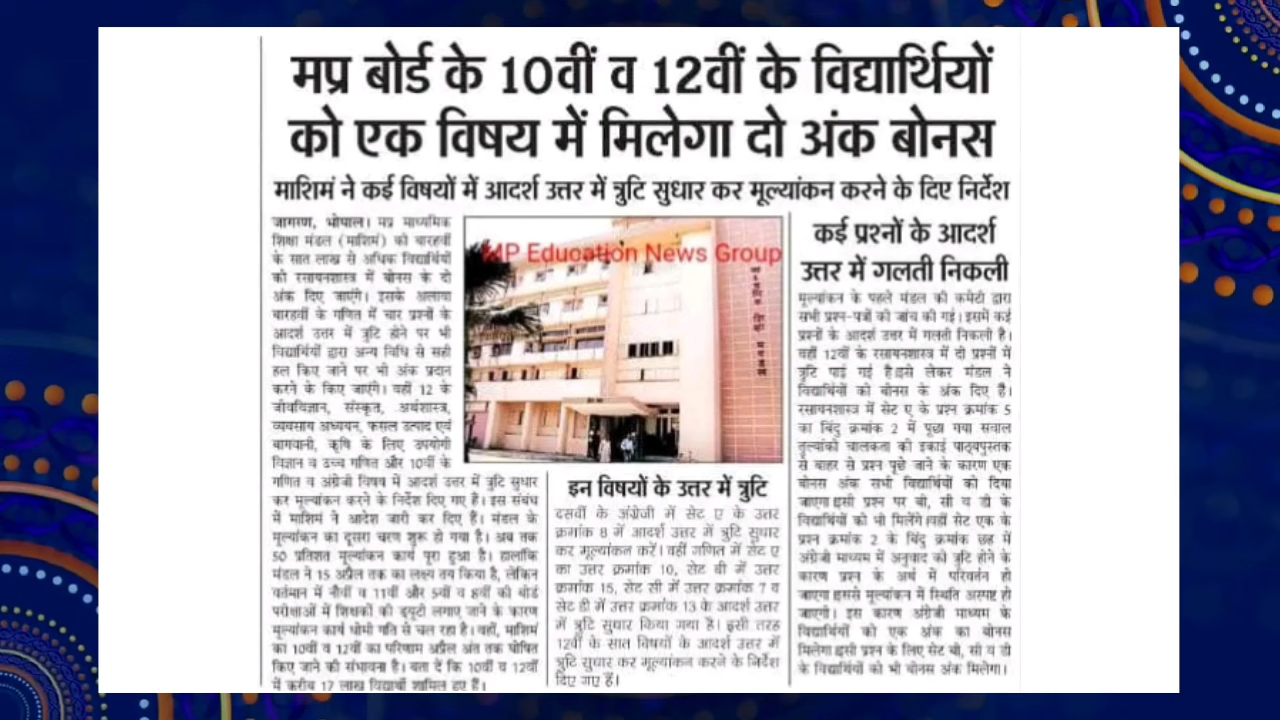 मप्र बोर्ड के 10वीं व 12वीं के विद्यार्थियों
को एक विषय में मिलेगा दो अंक बोनस
माशिमं ने कई विषयों में आदर्श उत्तर में त्रुटि सुधार कर मूल्यांकन करने के दिए निर्देश
जागरण, भोपाल। मप्र माध्यमिक
शिक्षा मंडल (माशिमं) को बारहवीं
के सात लाख से अधिक विद्यार्थियों
को रसायनशास्त्र में बोनस के दो
अंक दिए जाएंगे। इसके अलावा
बारहवीं के गणित में चार प्रश्नों के
आदर्श उत्तर में त्रुटि होने पर भी
विद्यार्थियों द्वारा अन्य विधि से सही
हल किए जाने पर भी अंक प्रदान
करने के किए जाएंगे। वहीं 12 के
जीवविज्ञान, संस्कृत, अर्थशास्त्र,
व्यवसाय अध्ययन, फसल उत्पाद एवं
बागवानी, कृषि के लिए उपयोगी
विज्ञान व उच्च गणित और 10वीं के
गणित व अंग्रेजी विषय में आदर्श उत्तर में त्रुटि सुधार
कर मूल्यांकन करने के निर्देश दिए गए हैं। इस संबंध
में माशिमं ने आदेश जारी कर दिए हैं। मंडल के
मूल्यांकन का दूसरा चरण शुरू हो गया है। अब तक
50 प्रतिशत मूल्यांकन कार्य पूरा हुआ है। हालांकि
मंडल ने 15 अप्रैल तक का लक्ष्य तय किया है, लेकिन
वर्तमान में नौवीं व 11वीं और 5वीं व 8वीं की बोर्ड
परीक्षाओं में शिक्षकों की ड्यूटी लगाए जाने के कारण
मूल्यांकन कार्य धीमी गति से चल रहा है। वहीं, माशिमं
का 10वीं व 12वीं का परिणाम अप्रैल अंत तक घोषित
किए जाने की संभावना है। बता दें कि 10वीं व 12वीं
में करीब 17 लाख विद्यार्थी शामिल हुए हैं।
MP Education News Group
माध्यमिक शिक्षा मण्डल
इन विषयों के उत्तर में त्रुटि
दसवीं के अंग्रेजी में सेट ए के उत्तर
क्रमांक 8 में आदर्श उत्तर में त्रुटि सुधार
कर मूल्यांकन करें। वहीं गणित में सेट ए
का उत्तर क्रमांक 10, सेट बी में उत्तर
क्रमांक 15, सेट सी में उत्तर क्रमांक 7 व
सेट डी में उत्तर क्रमांक 13 के आदर्श उत्तर
में त्रुटि सुधार किया गया है। इसी तरह
12वीं के सात विषयों के आदर्श उत्तर में
त्रुटि सुधार कर मूल्यांकन करने के निर्देश
दिए गए हैं।
कई प्रश्नों के आदर्श
उत्तर में गलती निकली
मूल्यांकन के पहले मंडल की कमेटी द्वारा
सभी प्रश्न-पत्रों की जांच की गई। इसमें कई
प्रश्नों के आदर्श उत्तर में गलती निकली है।
वहीं 12वीं के रसायनशास्त्र में दो प्रश्नों में
त्रुटि पाई गई है।इसे लेकर मंडल ने
विद्यार्थियों को बोनस के अंक दिए हैं।
रसायनशास्त्र में सेट ए के प्रश्न क्रमांक 5
का बिंदु क्रमांक 2 में पूछा गया सवाल
तुल्यांकी चालकता की इकाई पाठ्यपुस्तक
से बाहर से प्रश्न पूछे जाने के कारण एक
बोनस अंक सभी विद्यार्थियों को दिया
जाएगा।इसी प्रश्न पर बी, सी व डी के
विद्यार्थियों को भी मिलेंगे।वहीं सेट एक के
प्रश्न क्रमांक 2 के बिंदु क्रमांक छह में
अंग्रेजी माध्यम में अनुवाद की त्रुटि होने के
कारण प्रश्न के अर्थ में परिवर्तन हो
जाएगा।इससे मूल्यांकन में स्थिति अस्पष्ट हो
जाएगी। इस कारण अंग्रेजी माध्यम के
विद्यार्थियों को एक अंक का बोनस
मिलेगा।इसी प्रश्न के लिए सेट बी, सी व डी
के विद्यार्थियों को भी बोनस अंक मिलेगा।